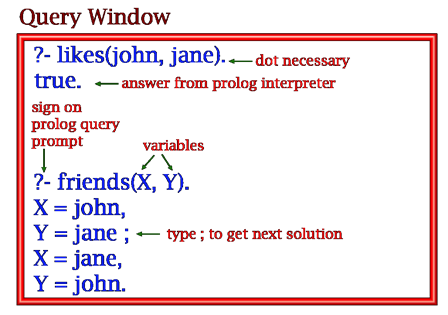 Query Window
?- likes(john, jane). dot necessary
true. answer from prolog interpreter
sign on
prolog query
prompt
variables
?- friends(X, Y).
X = john,
Y = jane ; type ; to get next solution
X = jane,
Y = john.